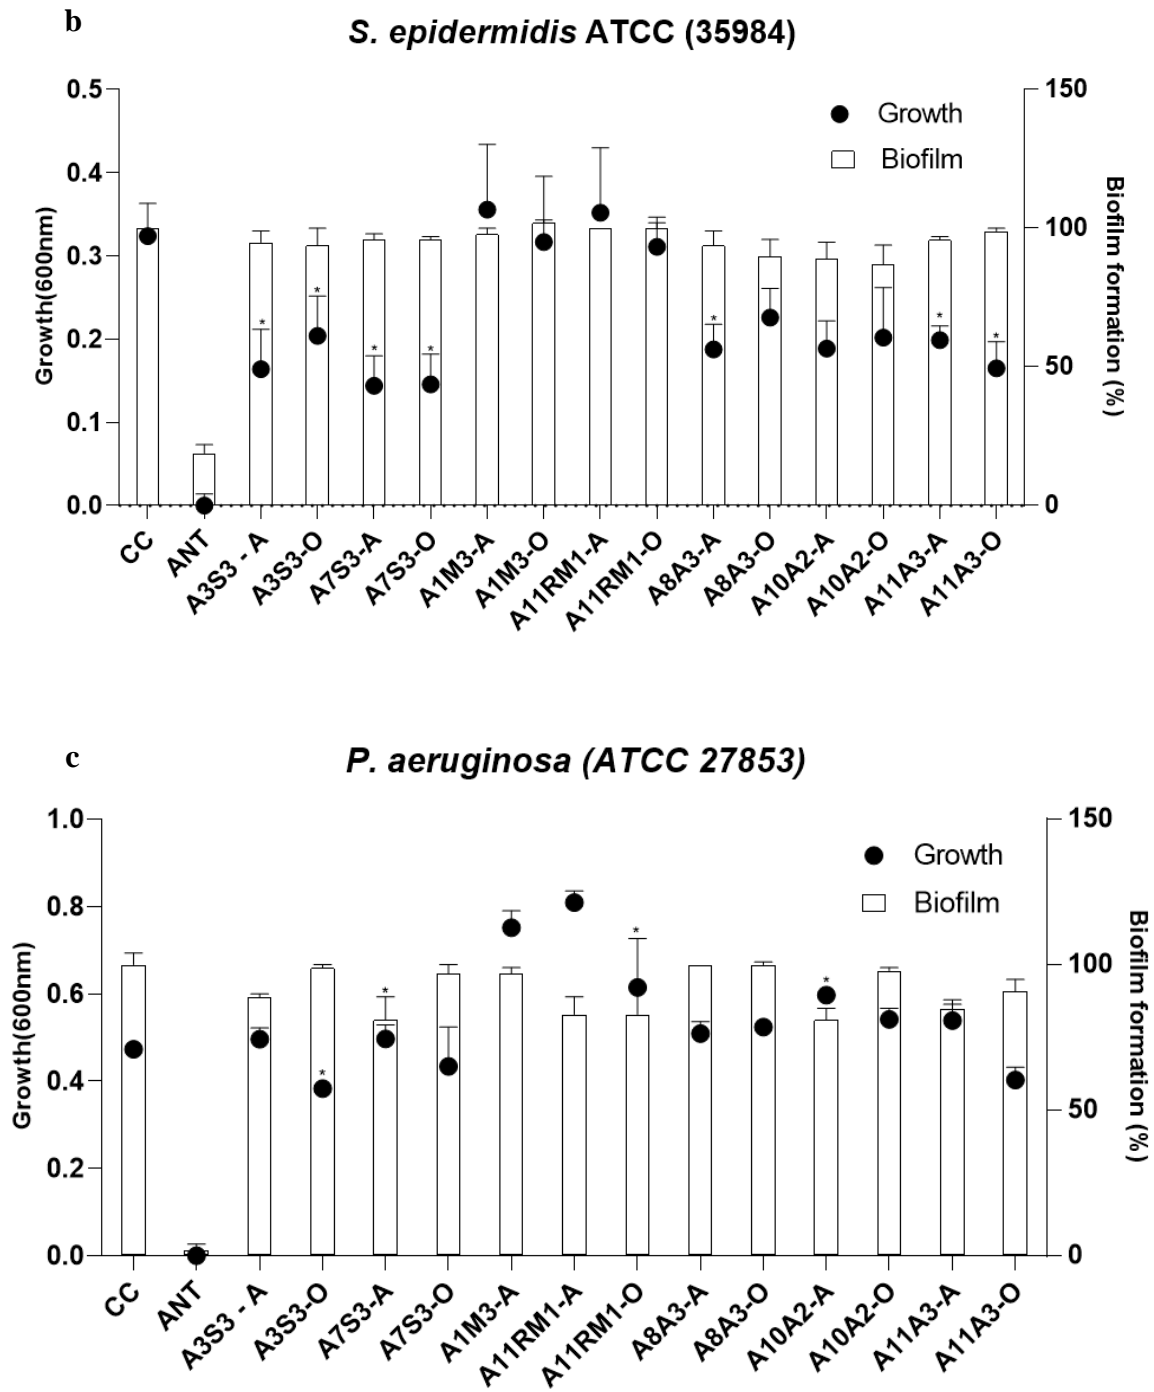 b
S. epidermidis ATCC (35984)
Growth(600nm)
0.5
0.4
0.3
0.2
0.1
0.0
Growth
Biofilm
150
100
50
0
Biofilm formation (%)
*
*
*
*
*
*
*
CC
ANT
A3S3 - A
A3S3-O
A7S3-A
A7S3-O
A1M3-A
A1M3-O
A11RM1-A
A11RM1-O
A8A3-A
A8A3-O
A10A2-A
A10A2-O
A11A3-A
A11A3-O
c
P. aeruginosa (ATCC 27853)
Growth(600nm)
1.0
0.8
0.6
0.4
0.2
0.0
Growth
Biofilm
150
100
50
0
Biofilm formation (%)
*
*
*
*
CC
ANT
A3S3 - A
A3S3-O
A7S3-A
A7S3-O
A1M3-A
A11RM1-A
A11RM1-O
A8A3-A
A8A3-O
A10A2-A
A10A2-O
A11A3-A
A11A3-O